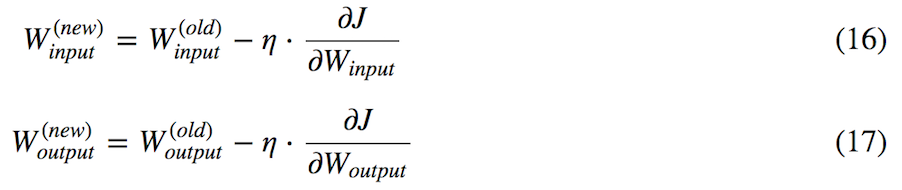 W_{input}^{(new)} = W_{input}^{(old)} − η · ∂J/∂W_{input} (16)
W_{output}^{(new)} = W_{output}^{(old)} − η · ∂J/∂W_{output} (17)